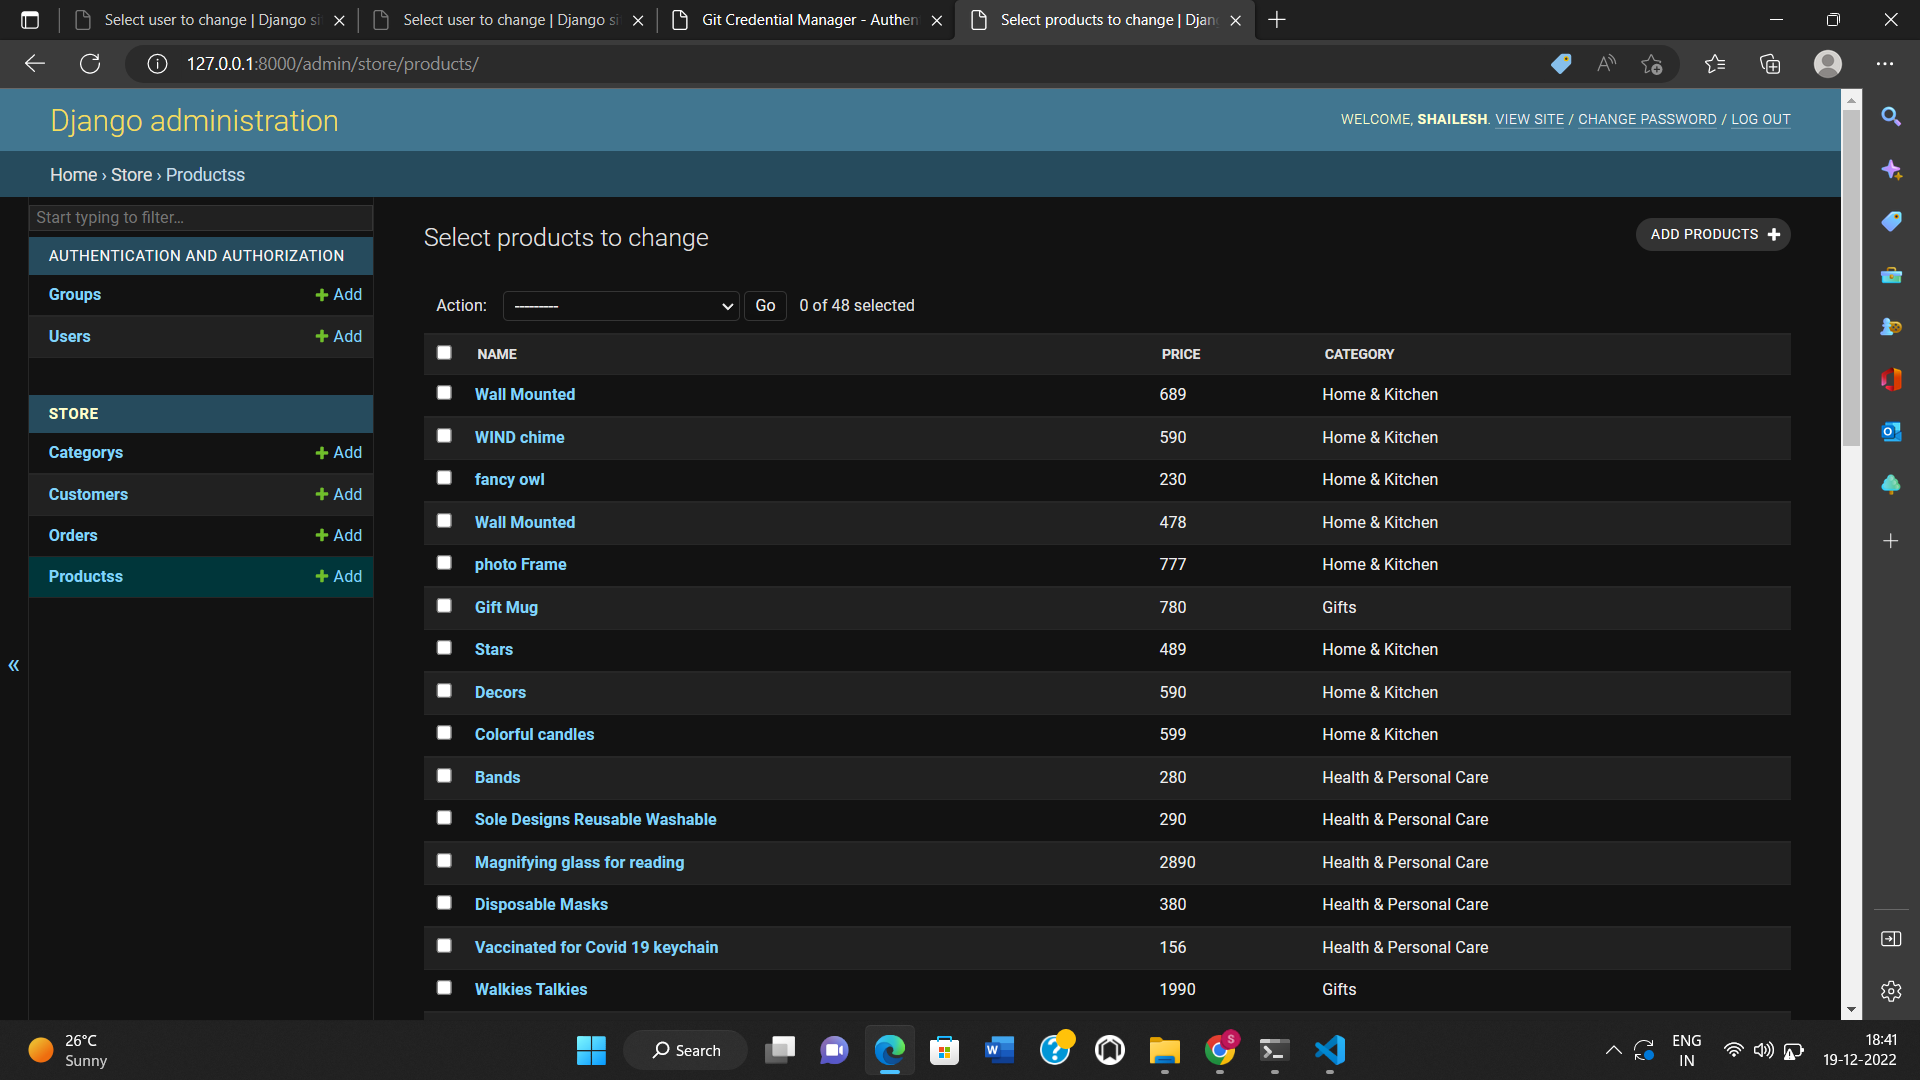 Select user to change | Django si
Select user to change | Django si
Git Credential Manager - Authen
Select products to change | Djan
127.0.0.1:8000/admin/store/products/
Django administration
WELCOME, SHAILESH. VIEW SITE / CHANGE PASSWORD / LOG OUT
Home › Store › Productss
Start typing to filter...
AUTHENTICATION AND AUTHORIZATION
Groups + Add
Users + Add
STORE
Categorys + Add
Customers + Add
Orders + Add
Productss + Add
«
Select products to change
ADD PRODUCTS +
Action: --------- Go 0 of 48 selected
NAME PRICE CATEGORY
Wall Mounted 689 Home & Kitchen
WIND chime 590 Home & Kitchen
fancy owl 230 Home & Kitchen
Wall Mounted 478 Home & Kitchen
photo Frame 777 Home & Kitchen
Gift Mug 780 Gifts
Stars 489 Home & Kitchen
Decors 590 Home & Kitchen
Colorful candles 599 Home & Kitchen
Bands 280 Health & Personal Care
Sole Designs Reusable Washable 290 Health & Personal Care
Magnifying glass for reading 2890 Health & Personal Care
Disposable Masks 380 Health & Personal Care
Vaccinated for Covid 19 keychain 156 Health & Personal Care
Walkies Talkies 1990 Gifts
26°C
Sunny
Search
ENG
IN
18:41
19-12-2022